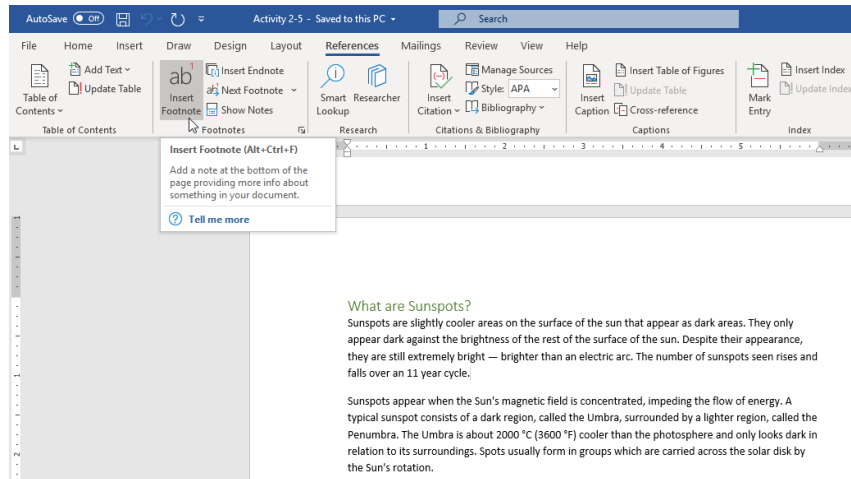 AutoSave Off Activity 2-5 - Saved to this PC Search
File Home Insert Draw Design Layout References Mailings Review View Help
Table of Contents
Add Text
Update Table
Table of Contents
ab1
Insert Footnote
Insert Endnote
Next Footnote
Show Notes
Footnotes
Smart Lookup
Researcher
Research
Insert Citation
Manage Sources
Style: APA
Bibliography
Citations & Bibliography
Insert Caption
Insert Table of Figures
Update Table
Cross-reference
Captions
Mark Entry
Insert Index
Update Index
Index
1 2 3 4 5
Insert Footnote (Alt+Ctrl+F)
Add a note at the bottom of the
page providing more info about
something in your document.
Tell me more
What are Sunspots?
Sunspots are slightly cooler areas on the surface of the sun that appear as dark areas. They only
appear dark against the brightness of the rest of the surface of the sun. Despite their appearance,
they are still extremely bright — brighter than an electric arc. The number of sunspots seen rises and
falls over an 11 year cycle.
Sunspots appear when the Sun's magnetic field is concentrated, impeding the flow of energy. A
typical sunspot consists of a dark region, called the Umbra, surrounded by a lighter region, called the
Penumbra. The Umbra is about 2000 °C (3600 °F) cooler than the photosphere and only looks dark in
relation to its surroundings. Spots usually form in groups which are carried across the solar disk by
the Sun's rotation.